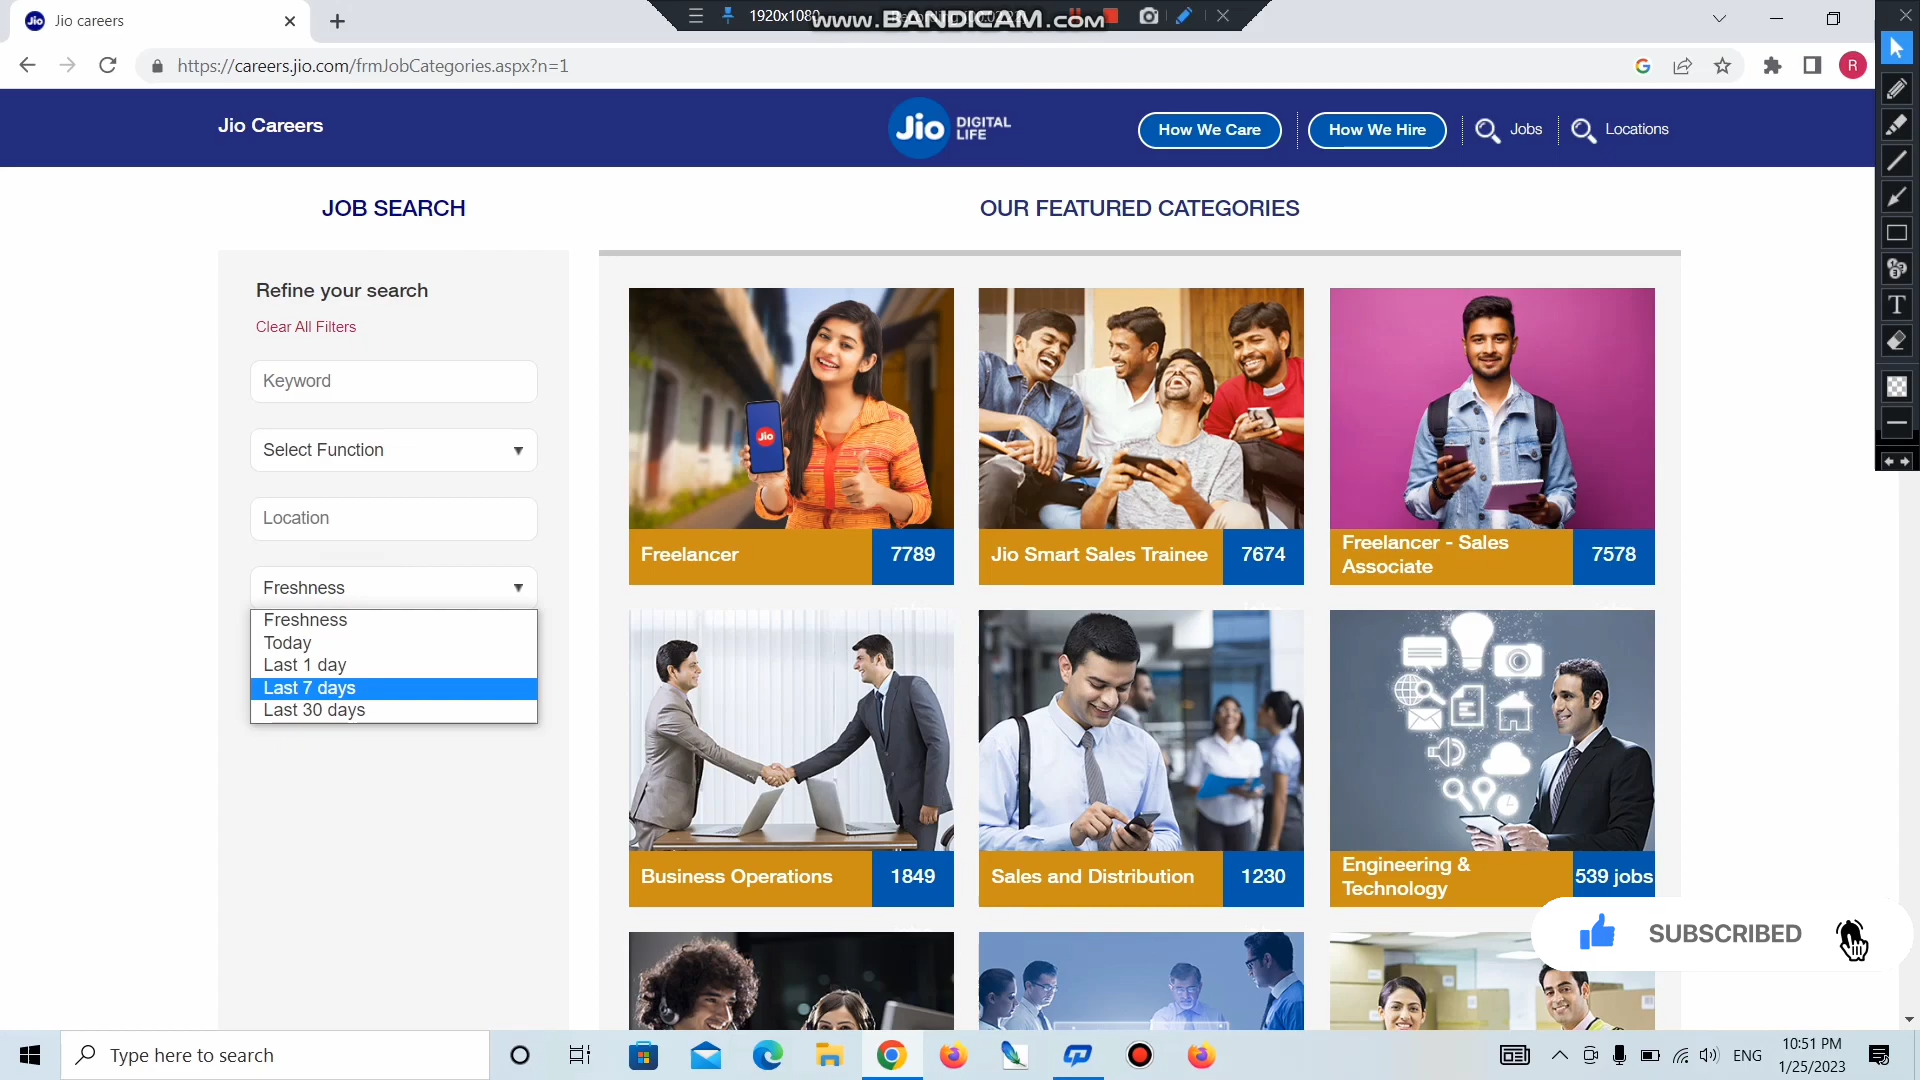 Jio careers
1920x1080
www.BANDICAM.com
https://careers.jio.com/frmJobCategories.aspx?n=1
R
Jio Careers
Jio DIGITAL LIFE
How We Care
How We Hire
Jobs
Locations
JOB SEARCH
OUR FEATURED CATEGORIES
Refine your search
Clear All Filters
Keyword
Select Function
Location
Freshness
Freshness
Today
Last 1 day
Last 7 days
Last 30 days
Jio
Freelancer
7789
Jio Smart Sales Trainee
7674
Freelancer - Sales
Associate
7578
Business Operations
1849
Sales and Distribution
1230
Engineering &
Technology
539 jobs
SUBSCRIBED
Type here to search
ENG
10:51 PM
1/25/2023